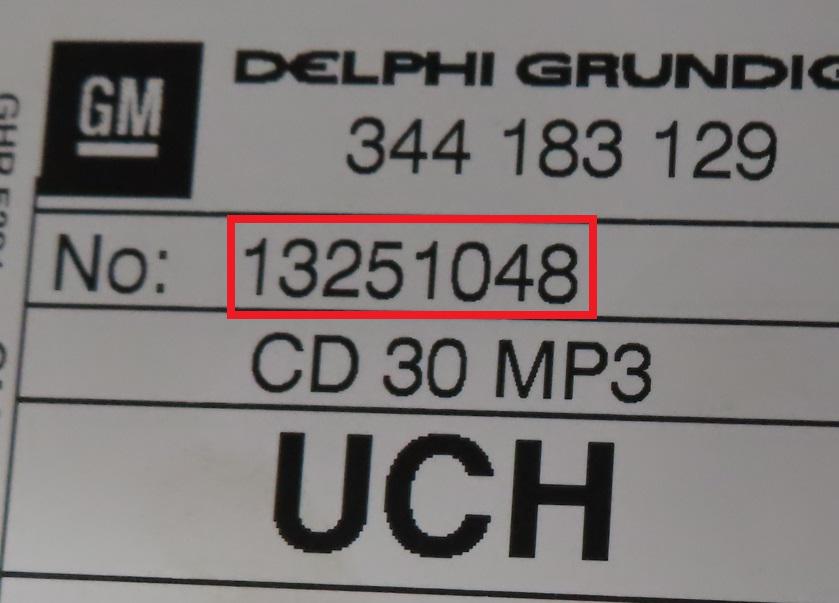 GM
DELPHI GRUNDIG
344 183 129
No: 13251048
CD 30 MP3
UCH